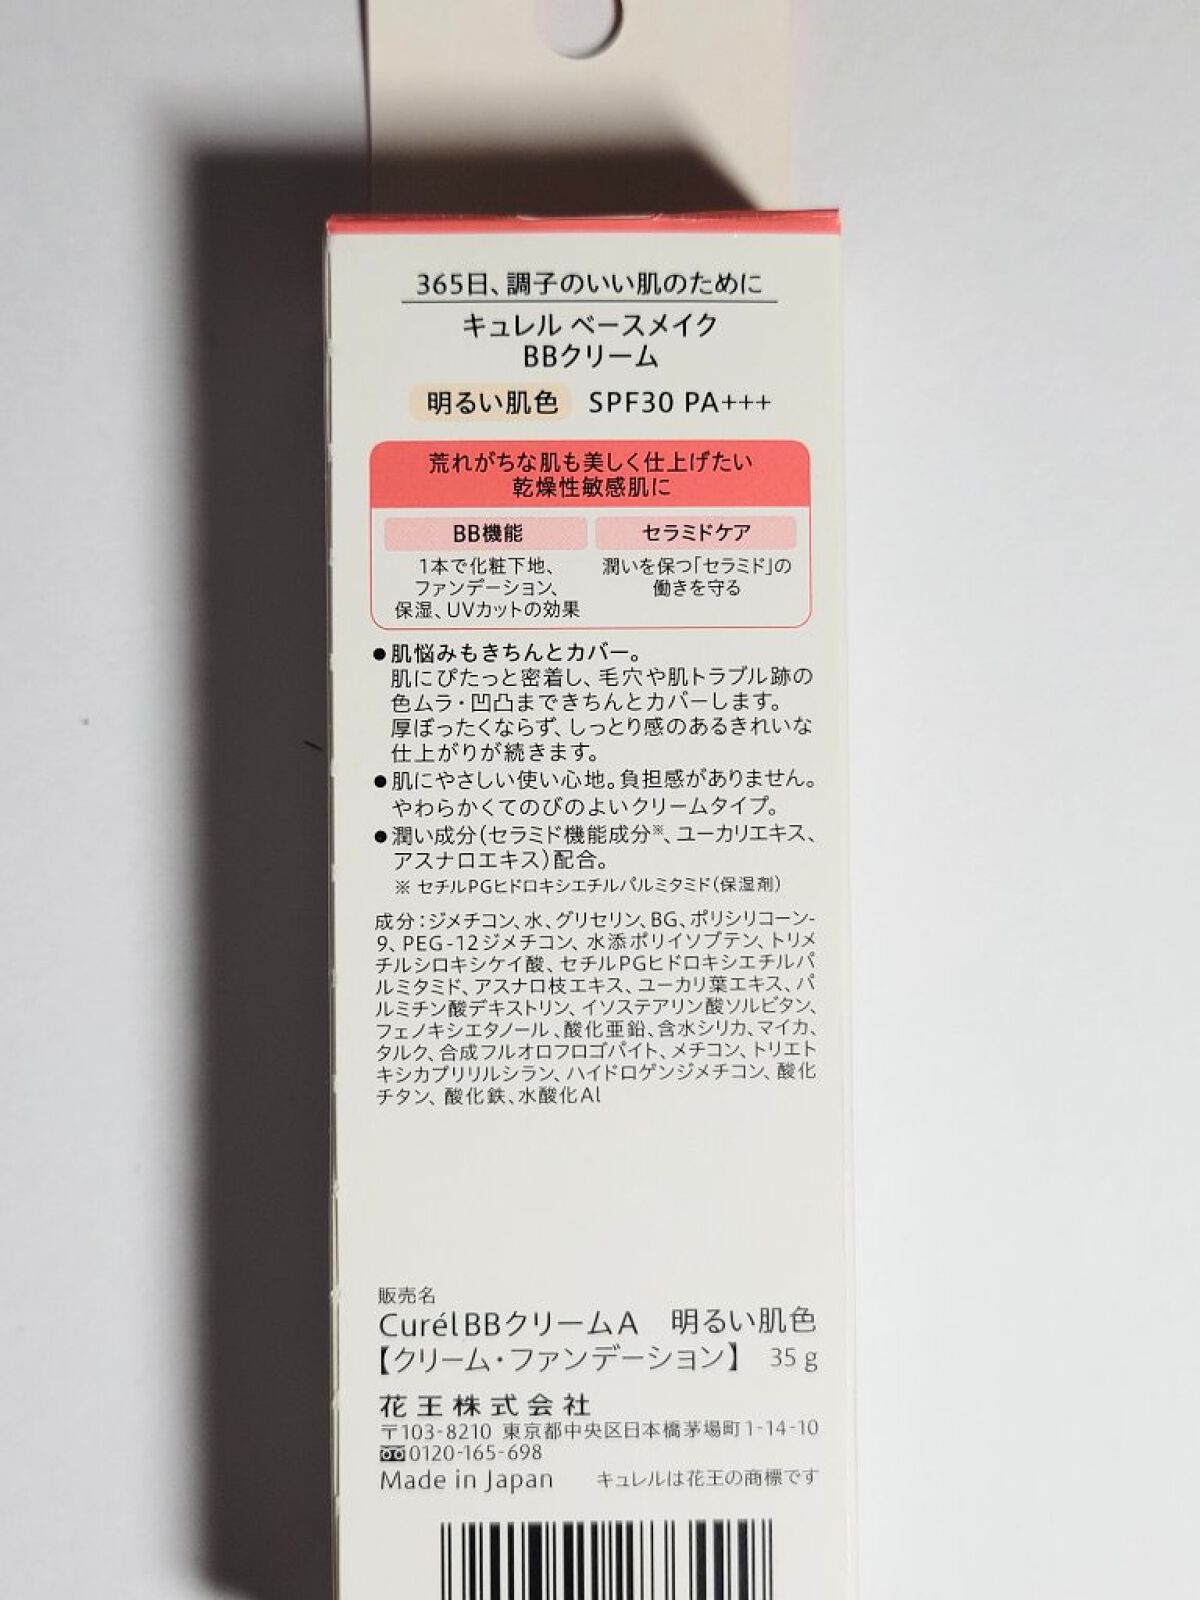 365日、調子のいい肌のために
キュレル ベースメイク
BBクリーム
明るい肌色 SPF30 PA+++
荒れがちな肌も美しく仕上げたい
乾燥性敏感肌に
BB機能
1本で化粧下地、
ファンデーション、
保湿、UVカットの効果
セラミドケア
潤いを保つ「セラミド」の
働きを守る
●肌悩みもきちんとカバー。
肌にぴたっと密着し、毛穴や肌トラブル跡の
色ムラ・凹凸まできちんとカバーします。
厚ぼったくならず、しっとり感のあるきれいな
仕上がりが続きます。
●肌にやさしい使い心地。負担感がありません。
やわらかくてのびのよいクリームタイプ。
●潤い成分(セラミド機能成分※、ユーカリエキス、
アスナロエキス)配合。
※ セチルPGヒドロキシエチルパルミタミド(保湿剤)
成分：ジメチコン、水、グリセリン、BG、ポリシリコーン-
9、PEG-12ジメチコン、水添ポリイソブテン、トリメ
チルシロキシケイ酸、セチルPGヒドロキシエチルパ
ルミタミド、アスナロ枝エキス、ユーカリ葉エキス、パ
ルミチン酸デキストリン、イソステアリン酸ソルビタン、
フェノキシエタノール、酸化亜鉛、含水シリカ、マイカ、
タルク、合成フルオロフロゴパイト、メチコン、トリエト
キシカプリリルシラン、ハイドロゲンジメチコン、酸化
チタン、酸化鉄、水酸化Al
販売名
CurélBBクリームA 明るい肌色
【クリーム・ファンデーション】 35 g
花王株式会社
〒103-8210 東京都中央区日本橋茅場町1-14-10
0120-165-698
Made in Japan キュレルは花王の商標です